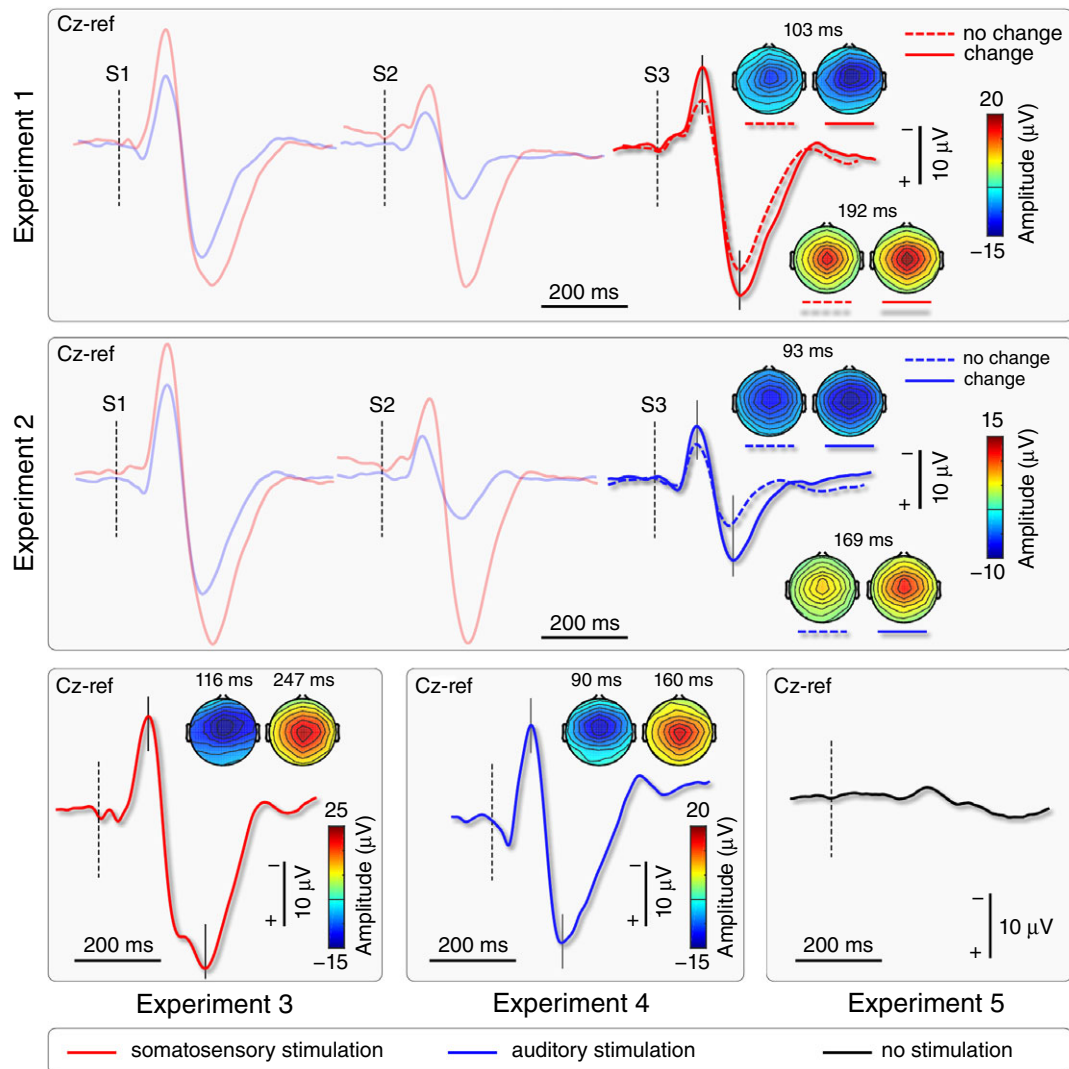 Experiment 1
Cz-ref
S1
S2
S3
103 ms
no change
change
20
Amplitude (µV)
−15
−
10 µV
+
192 ms
200 ms
Experiment 2
Cz-ref
S1
S2
S3
93 ms
no change
change
15
Amplitude (µV)
−10
−
10 µV
+
169 ms
200 ms
Cz-ref
116 ms
247 ms
25
Amplitude (µV)
−15
−
10 µV
+
200 ms
Experiment 3
Cz-ref
90 ms
160 ms
20
Amplitude (µV)
−15
−
10 µV
+
200 ms
Experiment 4
Cz-ref
−
10 µV
+
200 ms
Experiment 5
somatosensory stimulation
auditory stimulation
no stimulation